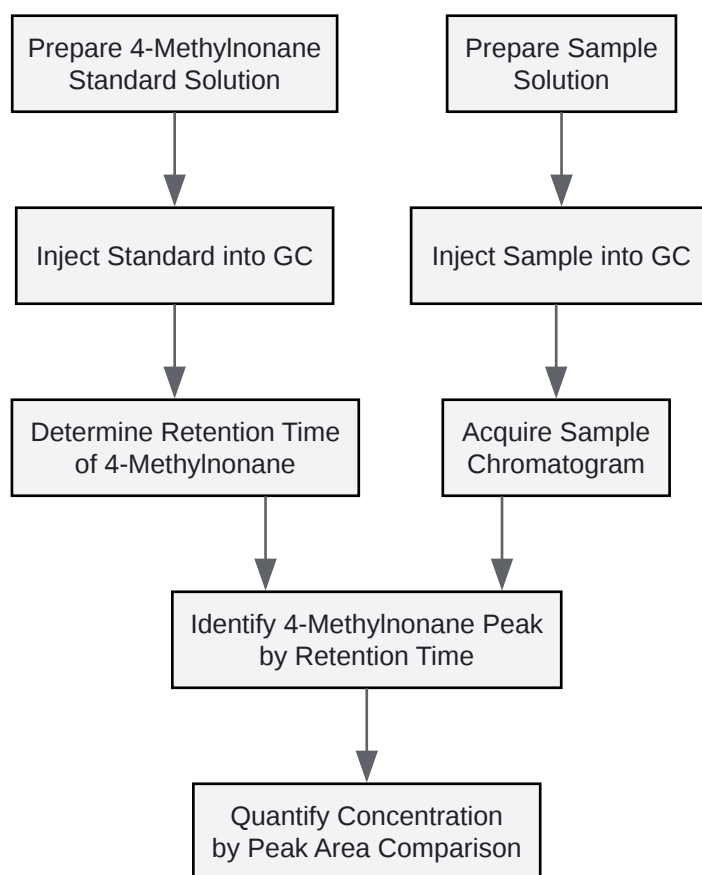 Prepare 4-Methylnonane
Standard Solution
Prepare Sample
Solution
Inject Standard into GC
Inject Sample into GC
Determine Retention Time
of 4-Methylnonane
Acquire Sample
Chromatogram
Identify 4-Methylnonane Peak
by Retention Time
Quantify Concentration
by Peak Area Comparison